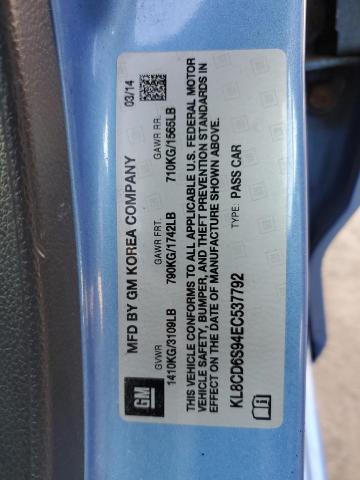 MFD BY GM KOREA COMPANY 03/14
GVWR GAWR FRT. GAWR RR.
1410KG/3109LB 790KG/1742LB 710KG/1565LB
THIS VEHICLE CONFORMS TO ALL APPLICABLE U.S. FEDERAL MOTOR
VEHICLE SAFETY, BUMPER, AND THEFT PREVENTION STANDARDS IN
EFFECT ON THE DATE OF MANUFACTURE SHOWN ABOVE.
KL8CD6S94EC537792 TYPE: PASS CAR
GM